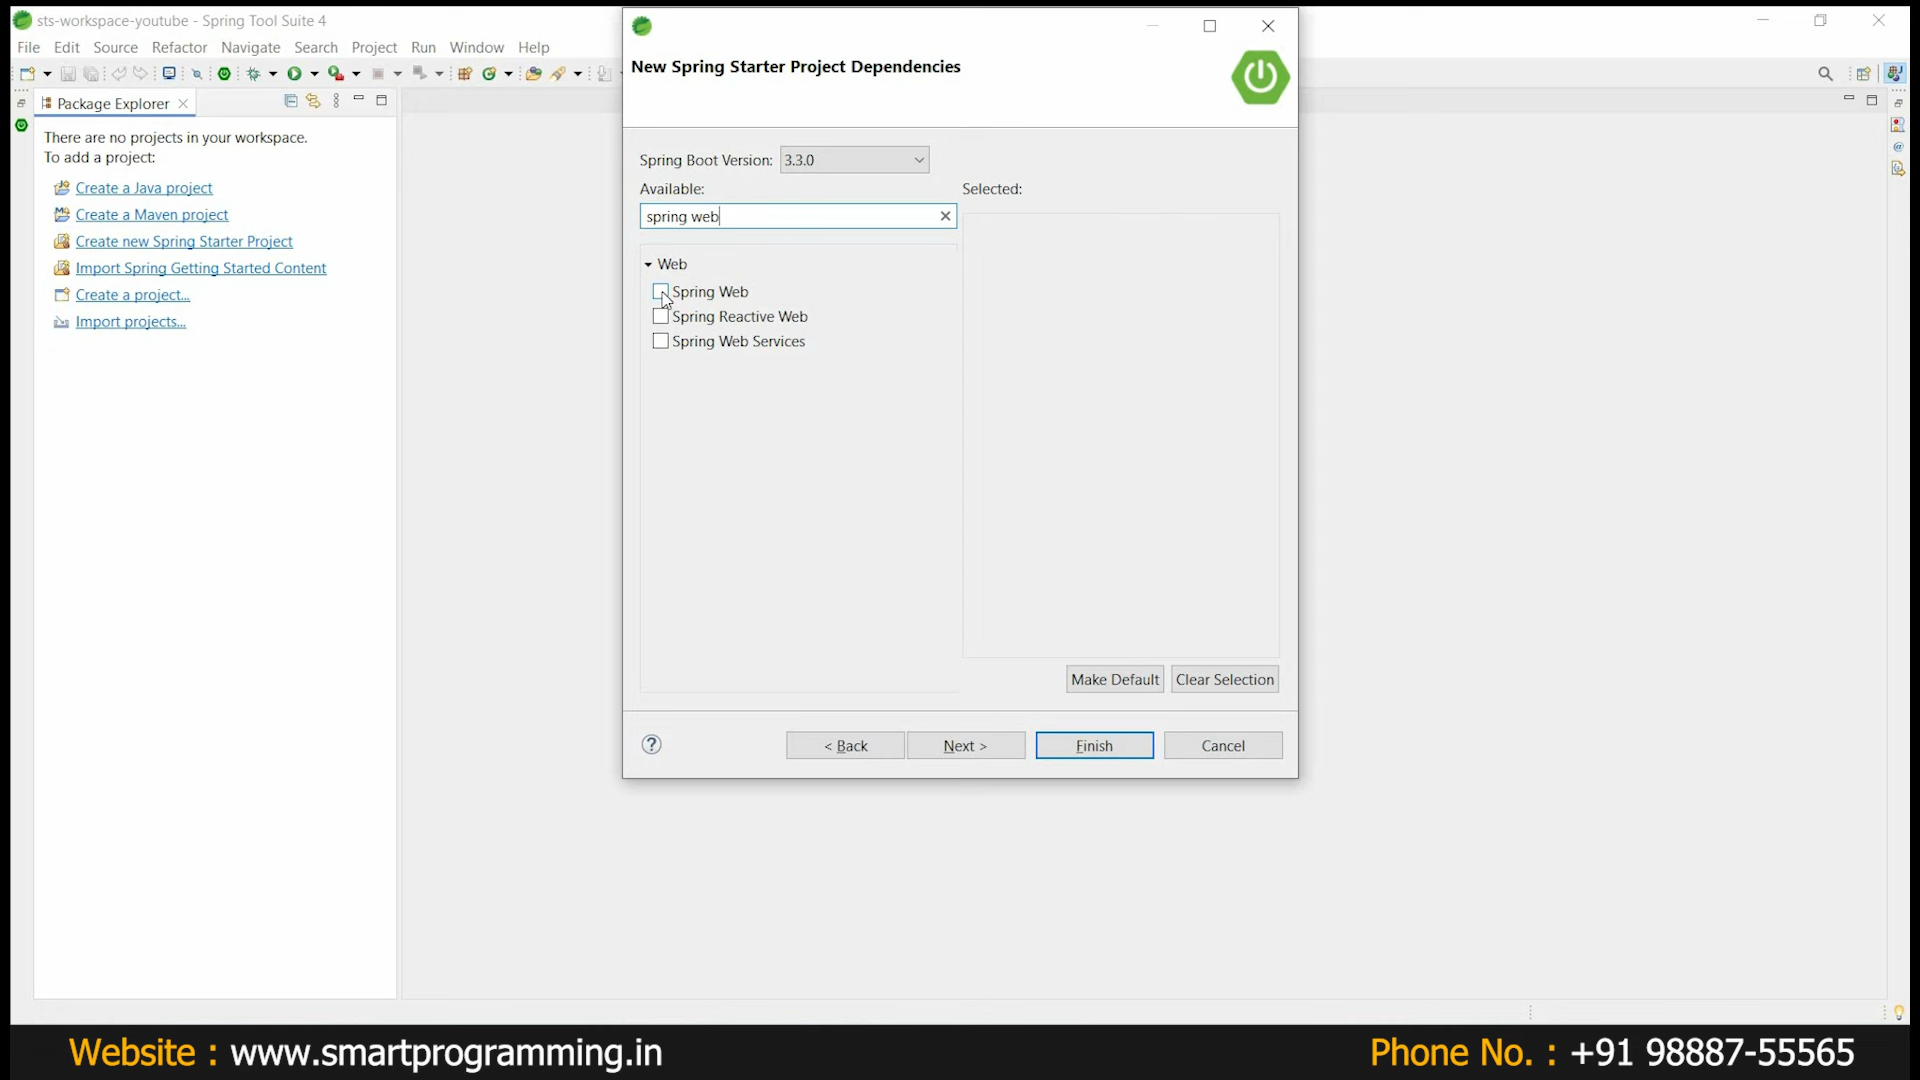 sts-workspace-youtube - Spring Tool Suite 4
File Edit Source Refactor Navigate Search Project Run Window Help
Package Explorer
There are no projects in your workspace.
To add a project:
Create a Java project
Create a Maven project
Create new Spring Starter Project
Import Spring Getting Started Content
Create a project...
Import projects...
New Spring Starter Project Dependencies
Spring Boot Version: 3.3.0
Available:
Selected:
spring web
Web
Spring Web
Spring Reactive Web
Spring Web Services
Make Default
Clear Selection
< Back
Next >
Finish
Cancel
Website : www.smartprogramming.in
Phone No. : +91 98887-55565